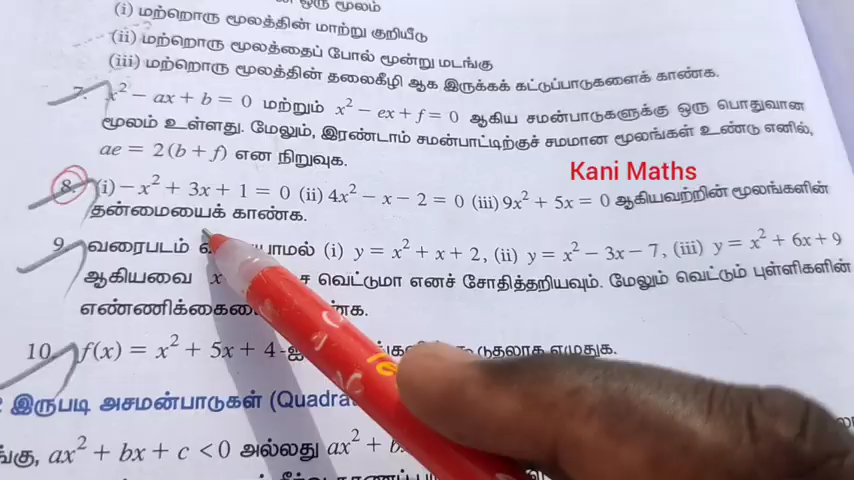 ஒரு மூலம்
(i) மற்றொரு மூலத்தின் மாற்று குறியீடு
(ii) மற்றொரு மூலத்தைப் போல் மூன்று மடங்கு
(iii) மற்றொரு மூலத்தின் தலைகீழி ஆக இருக்கக் கட்டுப்பாடுகளைக் காண்க.
7. x² − ax + b = 0 மற்றும் x² − ex + f = 0 ஆகிய சமன்பாடுகளுக்கு ஒரு பொதுவான
மூலம் உள்ளது. மேலும், இரண்டாம் சமன்பாட்டிற்குச் சமமான மூலங்கள் உண்டு எனில்,
ae = 2(b + f) என நிறுவுக.
Kani Maths
8. (i) −x² + 3x + 1 = 0 (ii) 4x² − x − 2 = 0 (iii) 9x² + 5x = 0 ஆகியவற்றின் மூலங்களின்
தன்மையைக் காண்க.
9. வரைபடம் (i) y = x² + x + 2, (ii) y = x² − 3x − 7, (iii) y = x² + 6x + 9
ஆகியவை x வெட்டுமா எனச் சோதித்தறியவும். மேலும் வெட்டும் புள்ளிகளின்
10. f(x) = x² + 5x + 4-ஐ எழுதுக.
இருபடி அசமன்பாடுகள் (Quadra
ax² + bx + c < 0 அல்லது ax² + b